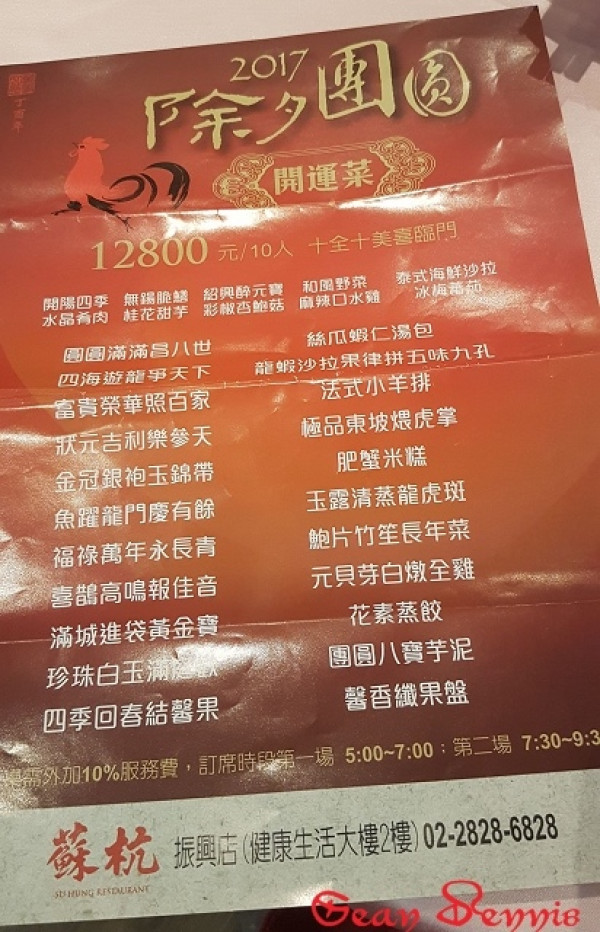 丁酉年
2017
除夕團圓
開運菜
12800 元/10人 十全十美喜臨門
開陽四季 無錫脆鱔 紹興醉元寶 和風野菜 泰式海鮮沙拉
水晶肴肉 桂花甜芋 彩椒杏鮑菇 麻辣口水雞 冰梅蕃茄
圓圓滿滿昌八世 絲瓜蝦仁湯包
四海遊龍爭天下 龍蝦沙拉果律拼五味九孔
富貴榮華照百家 法式小羊排
狀元吉利樂參天 極品東坡煨虎掌
金冠銀袍玉錦帶 肥蟹米糕
魚躍龍門慶有餘 玉露清蒸龍虎斑
福祿萬年永長青 鮑片竹笙長年菜
喜鵲高鳴報佳音 元貝芽白燉全雞
滿城進袋黃金寶 花素蒸餃
珍珠白玉滿 團圓八寶芋泥
四季回春結馨果 馨香纖果盤
需外加10%服務費，訂席時段第一場 5:00~7:00；第二場 7:30~9:3
蘇杭 振興店(健康生活大樓2樓) 02-2828-6828
SU HUNG RESTAURANT
Sean Dennis